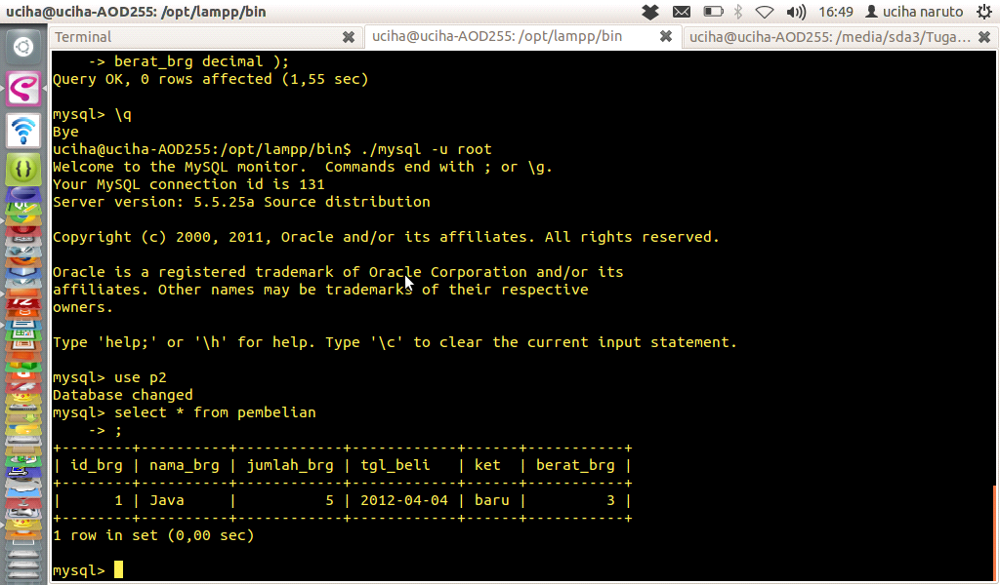 uciha@uciha-AOD255: /opt/lampp/bin
16:49 uciha naruto
Terminal
uciha@uciha-AOD255: /opt/lampp/bin
uciha@uciha-AOD255: /media/sda3/Tuga...
-> berat_brg decimal );
Query OK, 0 rows affected (1,55 sec)
mysql> \q
Bye
uciha@uciha-AOD255:/opt/lampp/bin$ ./mysql -u root
Welcome to the MySQL monitor.  Commands end with ; or \g.
Your MySQL connection id is 131
Server version: 5.5.25a Source distribution
Copyright (c) 2000, 2011, Oracle and/or its affiliates. All rights reserved.
Oracle is a registered trademark of Oracle Corporation and/or its
affiliates. Other names may be trademarks of their respective
owners.
Type 'help;' or '\h' for help. Type '\c' to clear the current input statement.
mysql> use p2
Database changed
mysql> select * from pembelian
    -> ;
+--------+----------+------------+------------+------+-----------+
| id_brg | nama_brg | jumlah_brg | tgl_beli   | ket  | berat_brg |
+--------+----------+------------+------------+------+-----------+
|      1 | Java     |          5 | 2012-04-04 | baru |         3 |
+--------+----------+------------+------------+------+-----------+
1 row in set (0,00 sec)
mysql>